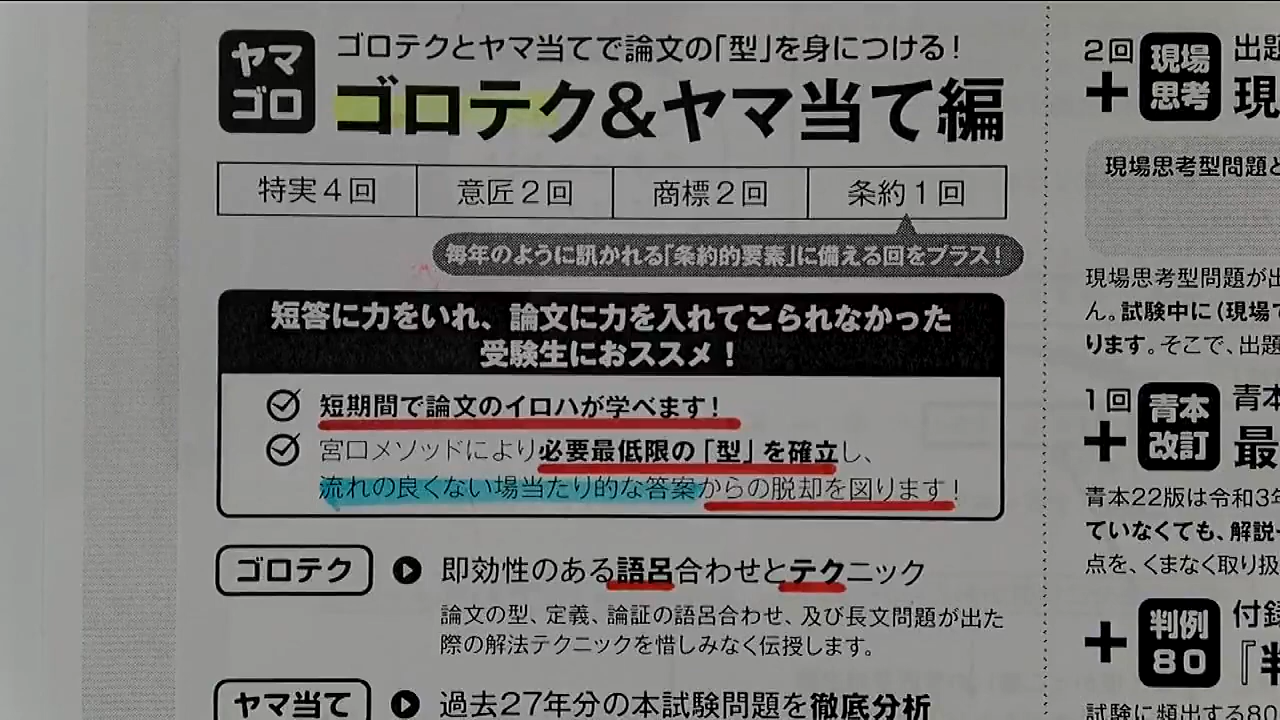 ヤマ
ゴロ
ゴロテクとヤマ当てで論文の「型」を身につける!
ゴロテク&ヤマ当て編
特実4回 意匠2回 商標2回 条約1回
毎年のように訊かれる「条約的要素」に備える回をプラス!
短答に力をいれ、論文に力を入れてこられなかった
受験生におススメ!
短期間で論文のイロハが学べます!
宮口メソッドにより必要最低限の「型」を確立し、
流れの良くない場当たり的な答案からの脱却を図ります!
ゴロテク 即効性のある語呂合わせとテクニック
論文の型、定義、論証の語呂合わせ、及び長文問題が出た
際の解法テクニックを惜しみなく伝授します。
ヤマ当て 過去27年分の本試験問題を徹底分析
2回
+
現場
思考
出題
現
現場思考型問題と
現場思考型問題が出
ん。試験中に(現場で
ります。そこで、出題
1回
+
青本
改訂
青本
最
青本22版は令和3年
ていなくても、解説
点を、くまなく取り扱
+
判例
80
付録
『判
試験に頻出する80